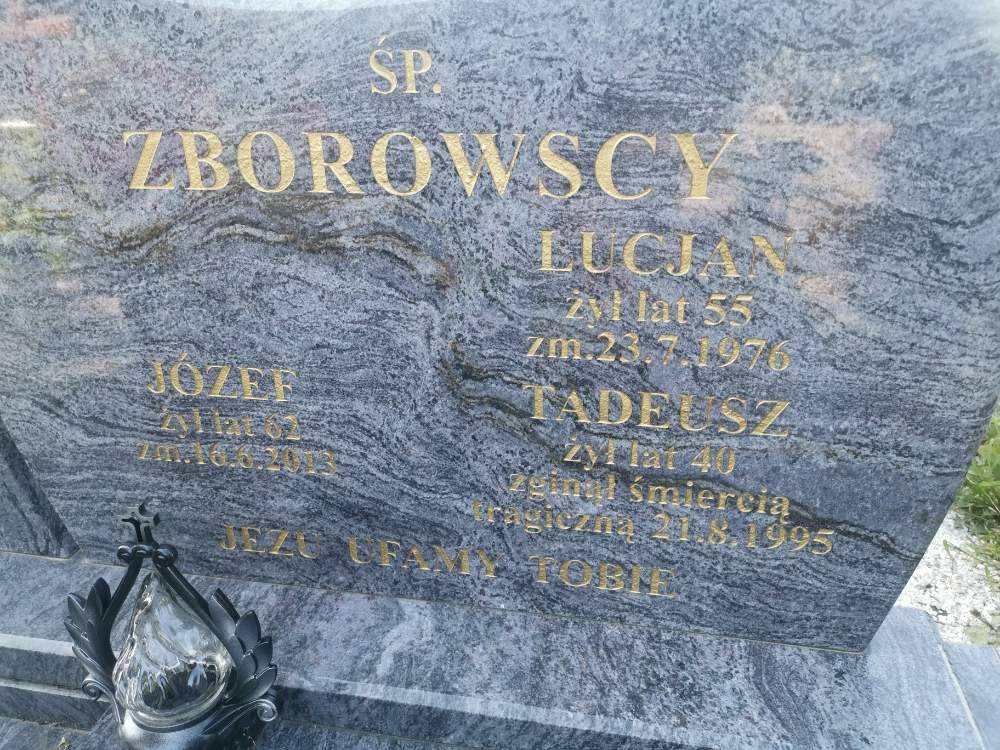 ŚP.
ZBOROWSCY
LUCJAN
żył lat 55
zm.23.7.1976
JÓZEF
żył lat 62
zm.16.6.2013
TADEUSZ
żył lat 40
zginął śmiercią
tragiczną 21.8.1995
JEZU UFAMY TOBIE